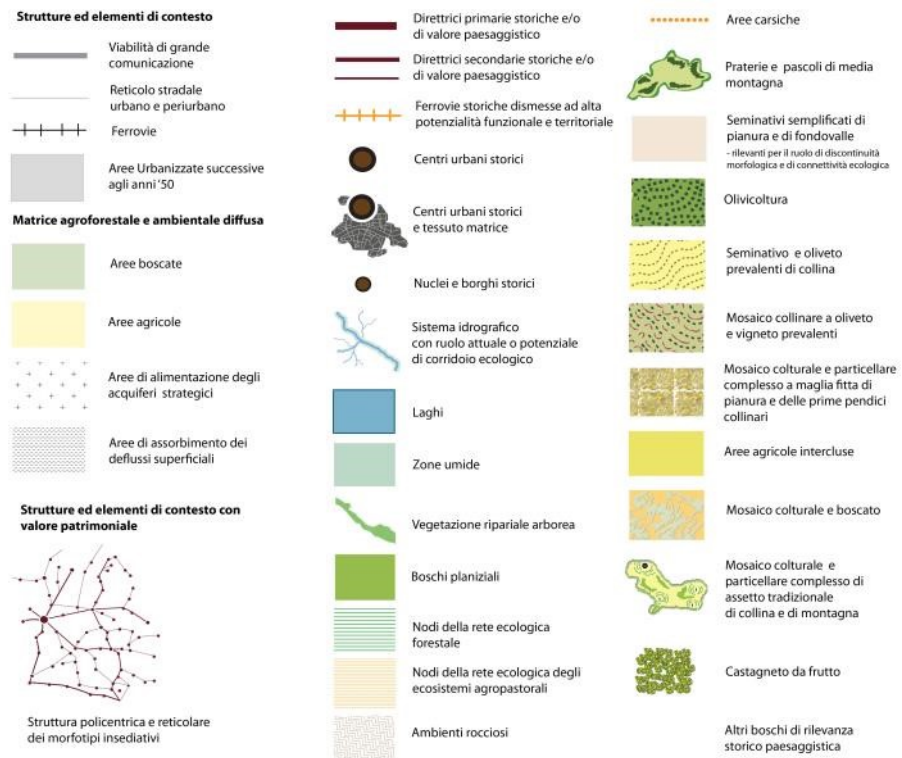 Strutture ed elementi di contesto
Viabilità di grande
comunicazione
Reticolo stradale
urbano e periurbano
Ferrovie
Aree Urbanizzate successive
agli anni '50
Matrice agroforestale e ambientale diffusa
Aree boscate
Aree agricole
Aree di alimentazione degli
acquiferi strategici
Aree di assorbimento dei
deflussi superficiali
Strutture ed elementi di contesto con
valore patrimoniale
Struttura policentrica e reticolare
dei morfotipi insediativi
Direttrici primarie storiche e/o
di valore paesaggistico
Direttrici secondarie storiche e/o
di valore paesaggistico
Ferrovie storiche dismesse ad alta
potenzialità funzionale e territoriale
Centri urbani storici
Centri urbani storici
e tessuto matrice
Nuclei e borghi storici
Sistema idrografico
con ruolo attuale o potenziale
di corridoio ecologico
Laghi
Zone umide
Vegetazione ripariale arborea
Boschi planiziali
Nodi della rete ecologica
forestale
Nodi della rete ecologica degli
ecosistemi agropastorali
Ambienti rocciosi
Aree carsiche
Praterie e pascoli di media
montagna
Seminativi semplificati di
pianura e di fondovalle
- rilevanti per il ruolo di discontinuità
morfologica e di connettività ecologica
Olivicoltura
Seminativo e oliveto
prevalenti di collina
Mosaico collinare a oliveto
e vigneto prevalenti
Mosaico colturale e particellare
complesso a maglia fitta di
pianura e delle prime pendici
collinari
Aree agricole intercluse
Mosaico colturale e boscato
Mosaico colturale e
particellare complesso di
assetto tradizionale
di collina e di montagna
Castagneto da frutto
Altri boschi di rilevanza
storico paesaggistica